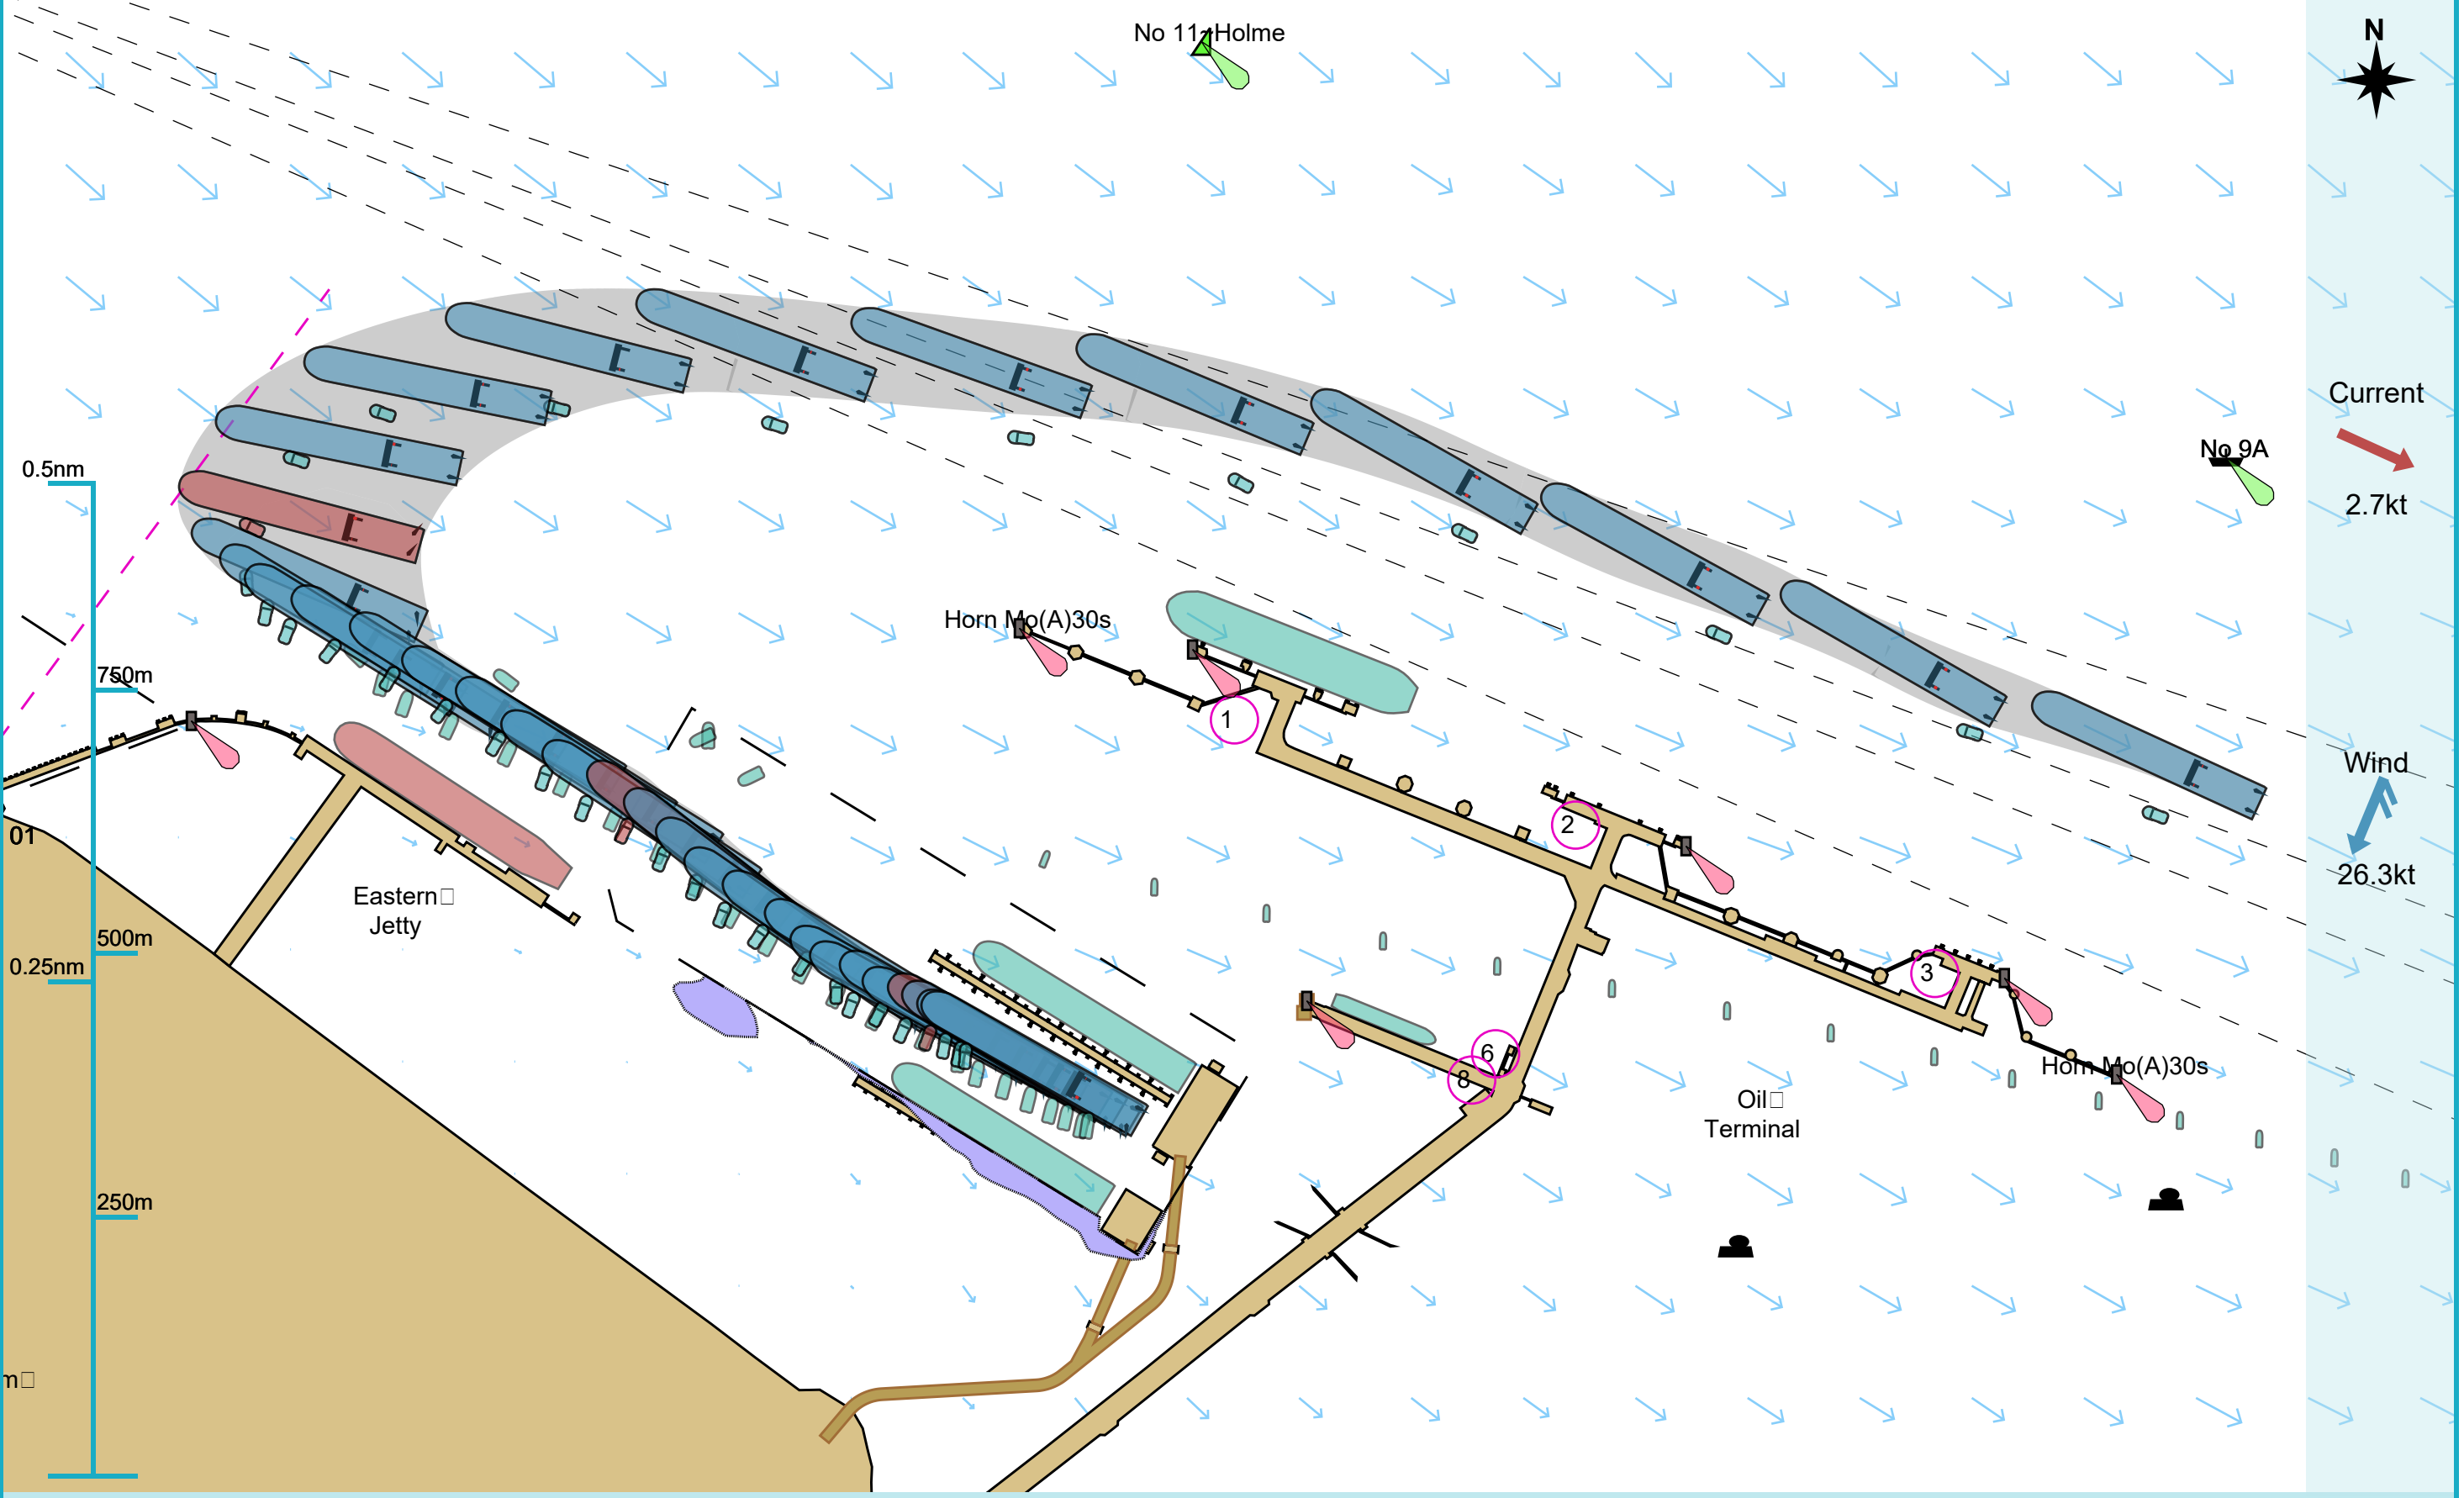 No 11-Holme
N
Current
2.7kt
No 9A
0.5nm
Horn Mo(A)30s
750m
1
Wind
26.3kt
2
01
Eastern
Jetty
500m
0.25nm
3
6
8
Horn Mo(A)30s
Oil
Terminal
250m
m